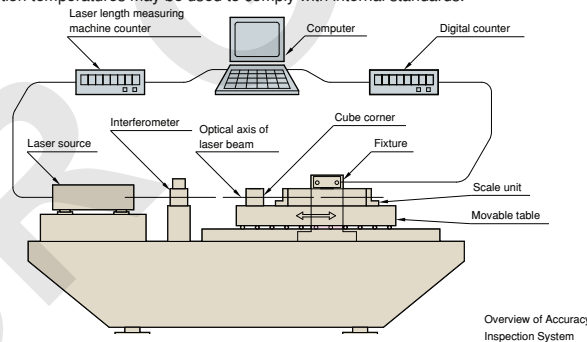 tion temperatures may be used to comply with internal standards.
Laser length measuring
machine counter
Computer
Digital counter
Interferometer
Optical axis of
laser beam
Cube corner
Laser source
Fixture
Scale unit
Movable table
Overview of Accuracy
Inspection System